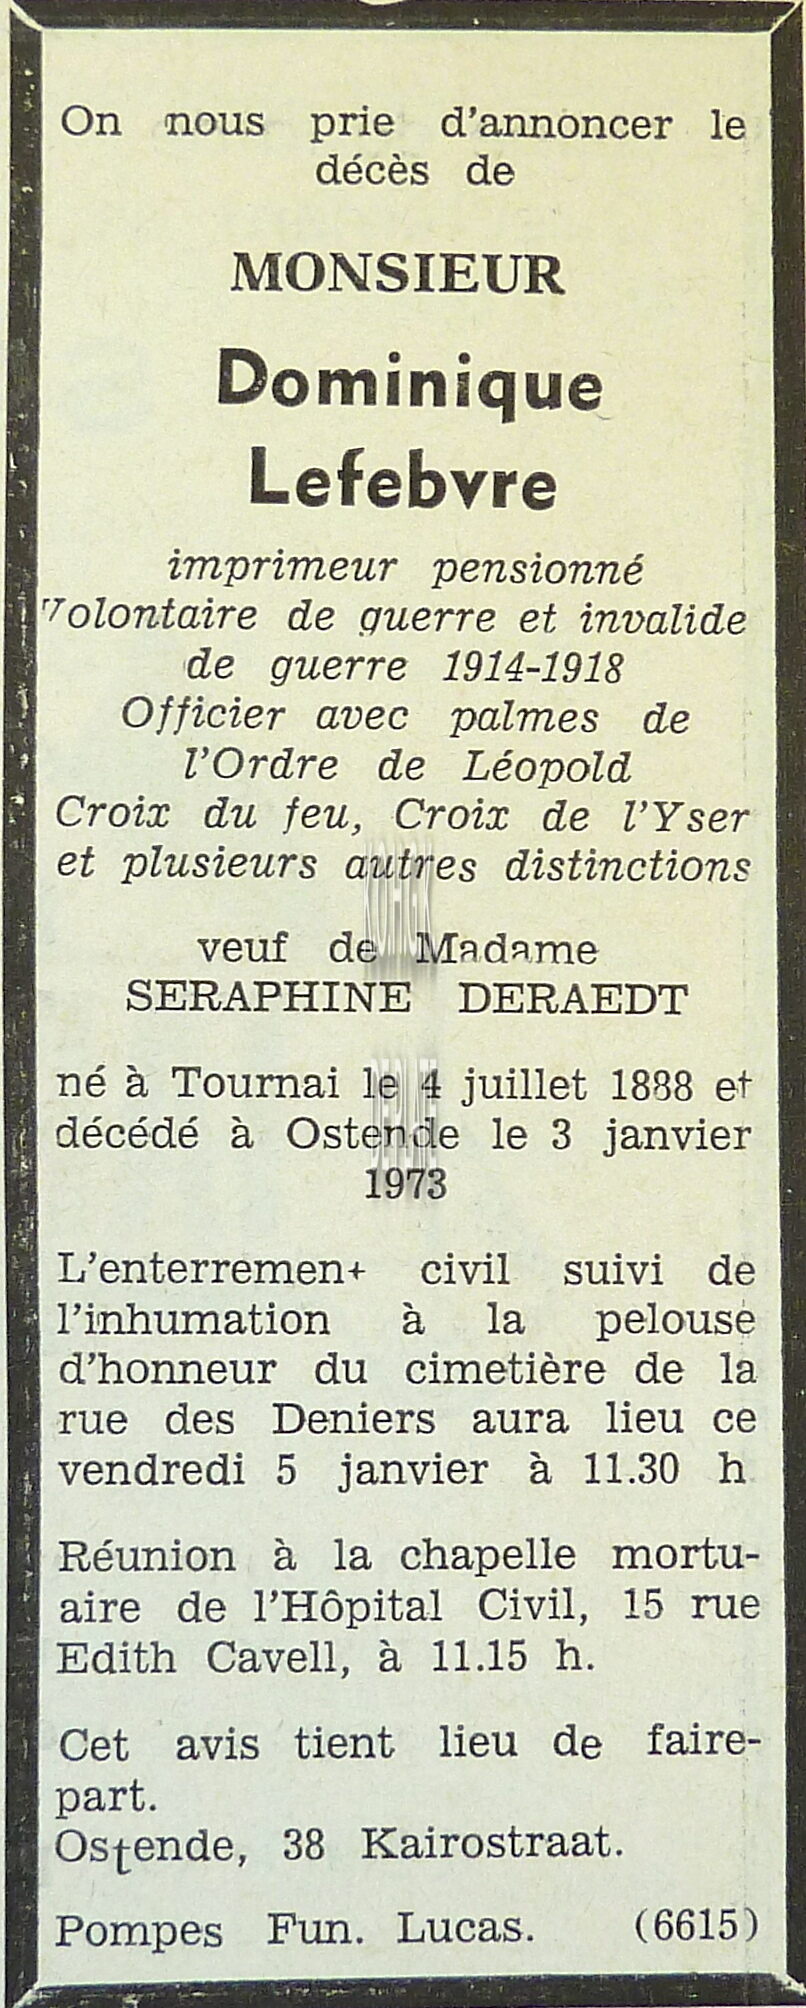 On nous prie d'annoncer le
décès de
MONSIEUR
Dominique
Lefebvre
imprimeur pensionné
Volontaire de guerre et invalide
de guerre 1914-1918
Officier avec palmes de
l'Ordre de Léopold
Croix du feu, Croix de l'Yser
et plusieurs autres distinctions
veuf de Madame
SERAPHINE DERAEDT
né à Tournai le 4 juillet 1888 et
décédé à Ostende le 3 janvier
1973
L'enterrement civil suivi de
l'inhumation à la pelouse
d'honneur du cimetière de la
rue des Deniers aura lieu ce
vendredi 5 janvier à 11.30 h
Réunion à la chapelle mortu-
aire de l'Hôpital Civil, 15 rue
Edith Cavell, à 11.15 h.
Cet avis tient lieu de faire-
part.
Ostende, 38 Kairostraat.
Pompes Fun. Lucas. (6615)